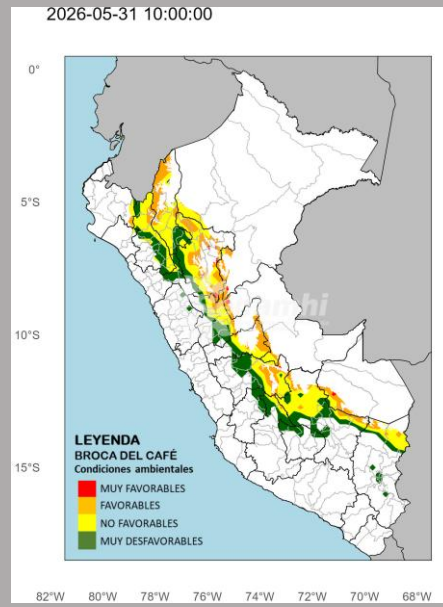 2026-05-31 10:00:00
0°
5°S
10°S
15°S
LEYENDA
BROCA DEL CAFÉ
Condiciones ambientales
MUY FAVORABLES
FAVORABLES
NO FAVORABLES
MUY DESFAVORABLES
82°W 80°W 78°W 76°W 74°W 72°W 70°W 68°W